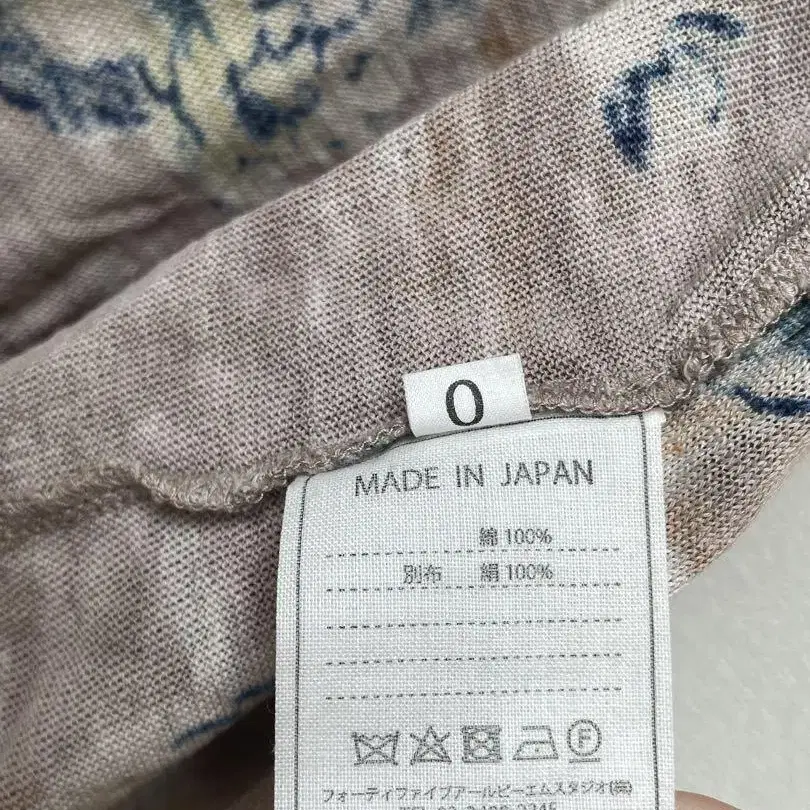 0
MADE IN JAPAN
綿 100%
別布 絹 100%
フォーティファイブアールピーエムスタジオ(株)